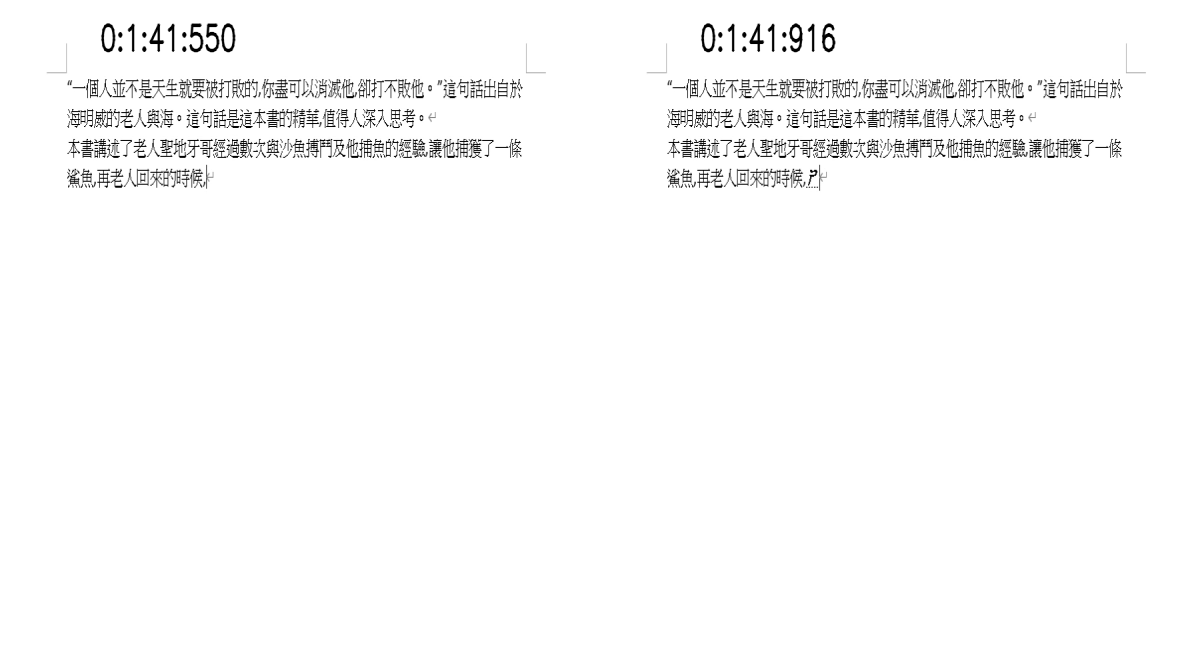 0:1:41:550
“一個人並不是天生就要被打敗的,你盡可以消滅他,卻打不敗他。”這句話出自於
海明威的老人與海。這句話是這本書的精華,值得人深入思考。
本書講述了老人聖地牙哥經過數次與沙魚搏鬥及他捕魚的經驗,讓他捕獲了一條
鯊魚,再老人回來的時候,
0:1:41:916
“一個人並不是天生就要被打敗的,你盡可以消滅他,卻打不敗他。”這句話出自於
海明威的老人與海。這句話是這本書的精華,值得人深入思考。
本書講述了老人聖地牙哥經過數次與沙魚搏鬥及他捕魚的經驗,讓他捕獲了一條
鯊魚,再老人回來的時候,ㄕ